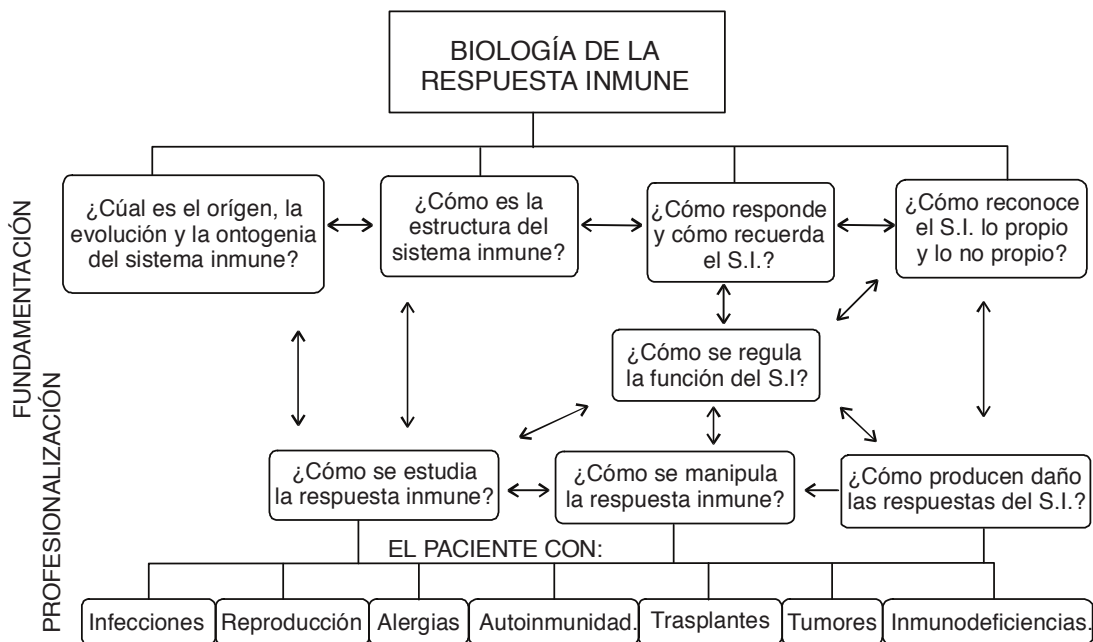 BIOLOGÍA DE LA
RESPUESTA INMUNE
¿Cúal es el orígen, la
evolución y la ontogenia
del sistema inmune?
¿Cómo es la
estructura del
sistema inmune?
¿Cómo responde
y cómo recuerda
el S.I.?
¿Cómo reconoce
el S.I. lo propio
y lo no propio?
FUNDAMENTACIÓN
¿Cómo se regula
la función del S.I?
PROFESIONALIZACIÓN
¿Cómo se estudia
la respuesta inmune?
¿Cómo se manipula
la respuesta inmune?
¿Cómo producen daño
las respuestas del S.I.?
EL PACIENTE CON:
Infecciones
Reproducción
Alergias
Autoinmunidad.
Trasplantes
Tumores
Inmunodeficiencias.